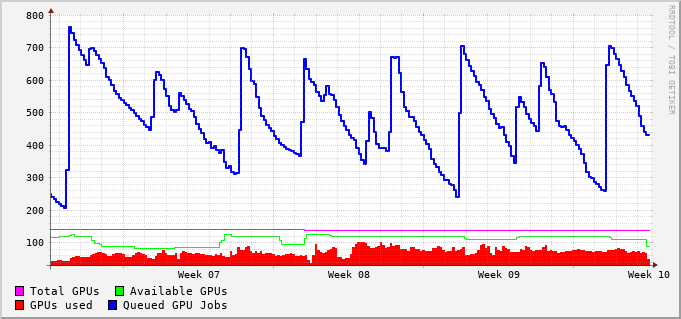 800
700
600
500
400
300
200
100
Week 07 Week 08 Week 09 Week 10
Total GPUs Available GPUs
GPUs used Queued GPU Jobs
RRDTOOL / TOBI OETIKER